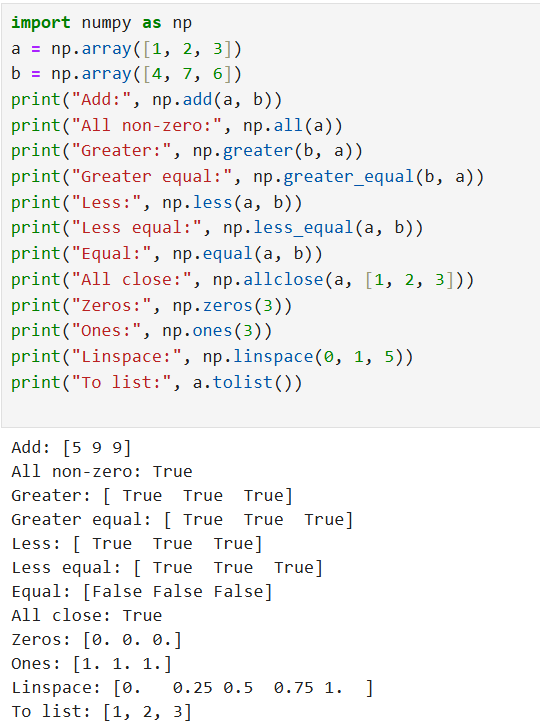 import numpy as np
a = np.array([1, 2, 3])
b = np.array([4, 7, 6])
print("Add:", np.add(a, b))
print("All non-zero:", np.all(a))
print("Greater:", np.greater(b, a))
print("Greater equal:", np.greater_equal(b, a))
print("Less:", np.less(a, b))
print("Less equal:", np.less_equal(a, b))
print("Equal:", np.equal(a, b))
print("All close:", np.allclose(a, [1, 2, 3]))
print("Zeros:", np.zeros(3))
print("Ones:", np.ones(3))
print("Linspace:", np.linspace(0, 1, 5))
print("To list:", a.tolist())
Add: [5 9 9]
All non-zero: True
Greater: [ True  True  True]
Greater equal: [ True  True  True]
Less: [ True  True  True]
Less equal: [ True  True  True]
Equal: [False False False]
All close: True
Zeros: [0. 0. 0.]
Ones: [1. 1. 1.]
Linspace: [0.   0.25 0.5  0.75 1.  ]
To list: [1, 2, 3]